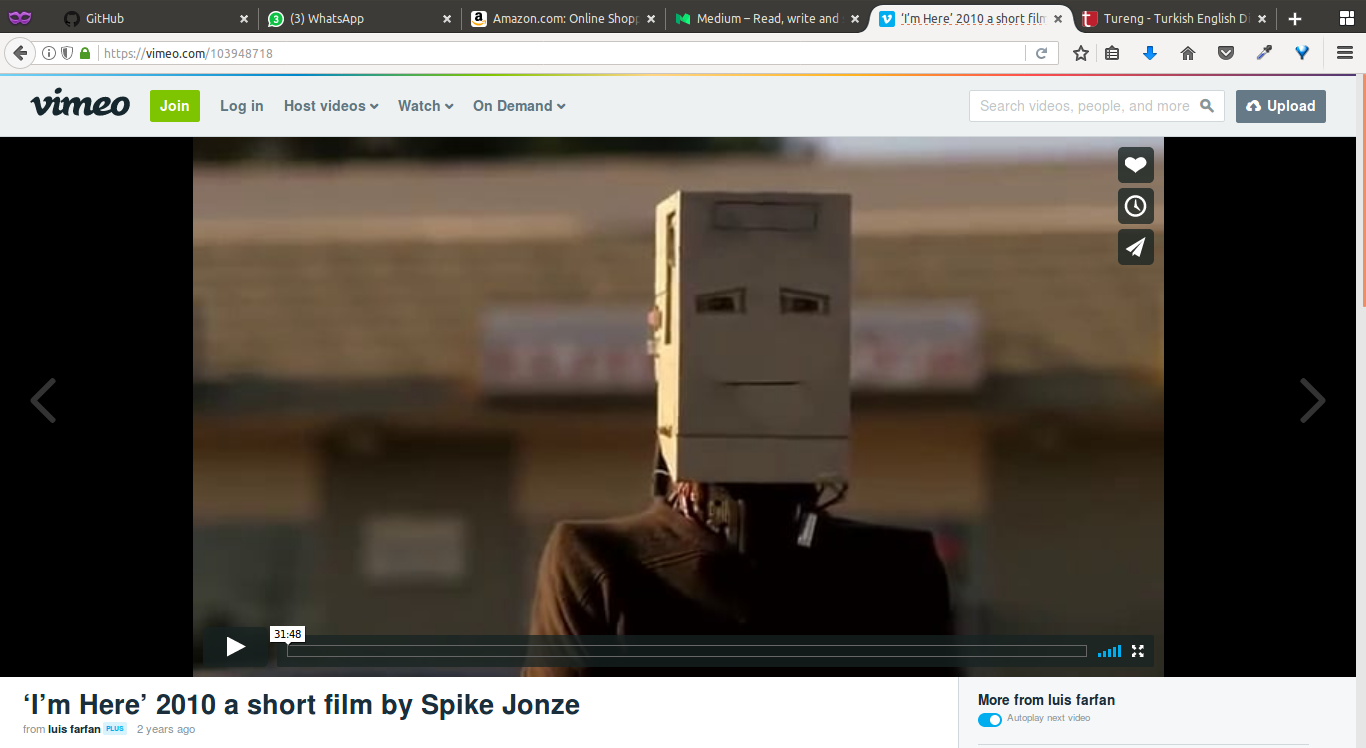 GitHub
(3) WhatsApp
Amazon.com: Online Shopp
Medium – Read, write and
‘I’m Here’ 2010 a short film
Tureng - Turkish English Di
https://vimeo.com/103948718
vimeo
Join
Log in
Host videos
Watch
On Demand
Search videos, people, and more
Upload
31:48
‘I’m Here’ 2010 a short film by Spike Jonze
from luis farfan PLUS 2 years ago
More from luis farfan
Autoplay next video